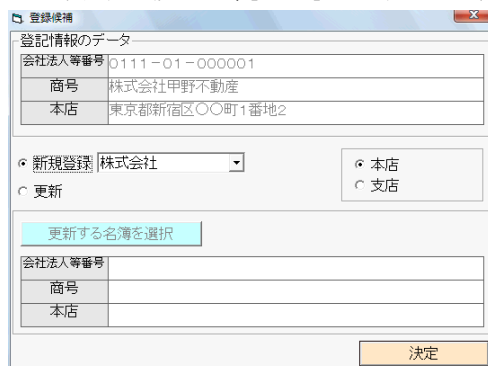 登録候補
登記情報のデータ
会社法人等番号 0111-01-000001
商号 株式会社甲野不動産
本店 東京都新宿区〇〇町1番地2
新規登録 株式会社
本店
更新
支店
更新する名簿を選択
会社法人等番号
商号
本店
決定